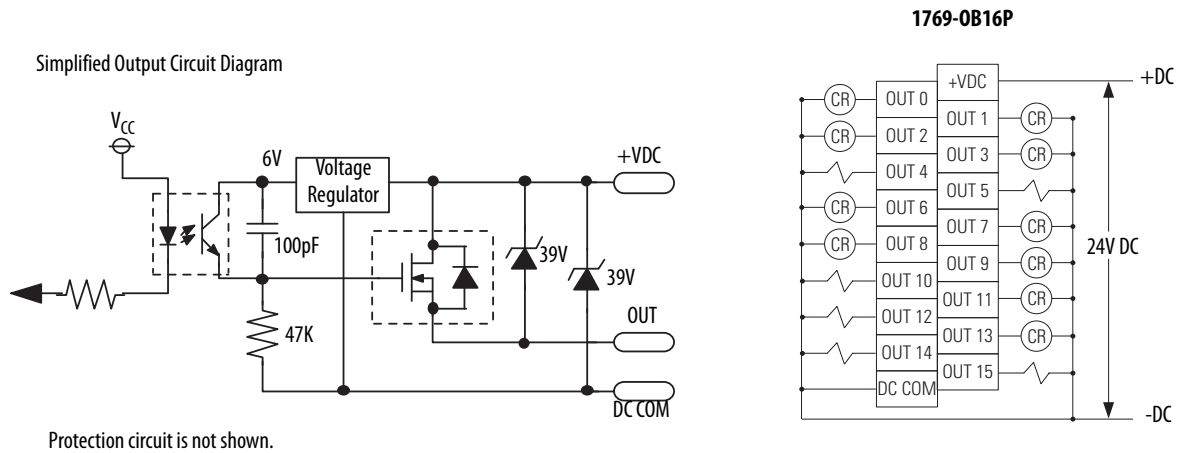 1769-OB16P
Simplified Output Circuit Diagram
VCC
6V
Voltage
Regulator
+VDC
100pF
39V
39V
47K
OUT
DC COM
Protection circuit is not shown.
+VDC
+DC
CR
OUT 0
OUT 1
CR
CR
OUT 2
OUT 3
CR
OUT 4
OUT 5
CR
OUT 6
OUT 7
CR
CR
OUT 8
24V DC
OUT 9
CR
OUT 10
OUT 11
CR
OUT 12
OUT 13
CR
OUT 14
OUT 15
DC COM
-DC